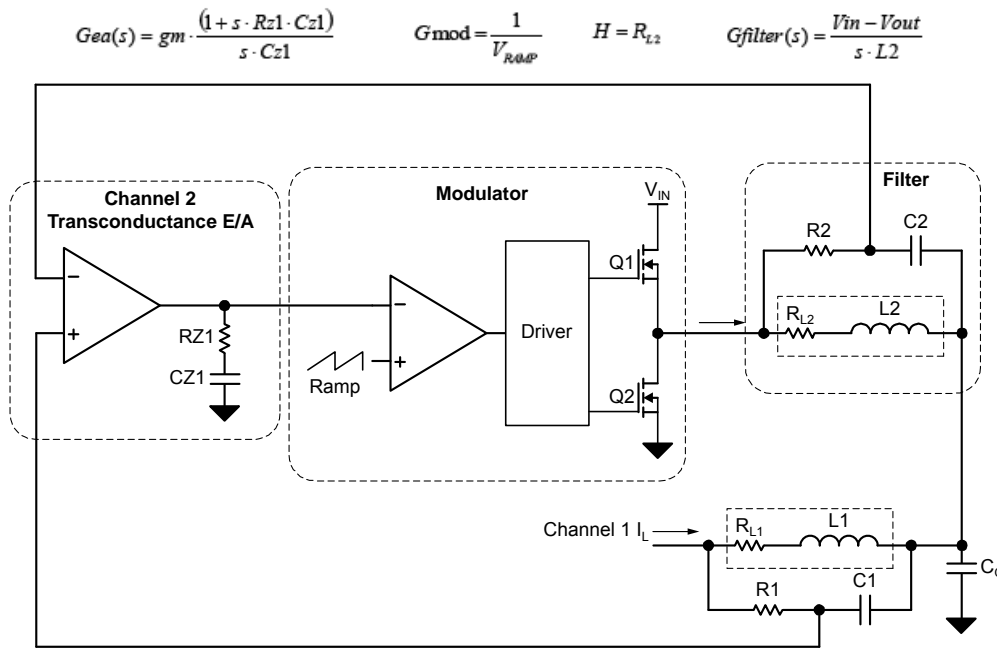 Gea(s) = gm · (1 + s · Rz1 · Cz1) / s · Cz1
Gmod = 1 / V_RAMP
H = R_L2
Gfilter(s) = Vin − Vout / s · L2
Channel 2
Transconductance E/A
Modulator
Filter
V_IN
R2
C2
Q1
−
+
RZ1
CZ1
−
+
Ramp
Driver
R_L2
L2
Q2
Channel 1 I_L
R_L1
L1
R1
C1